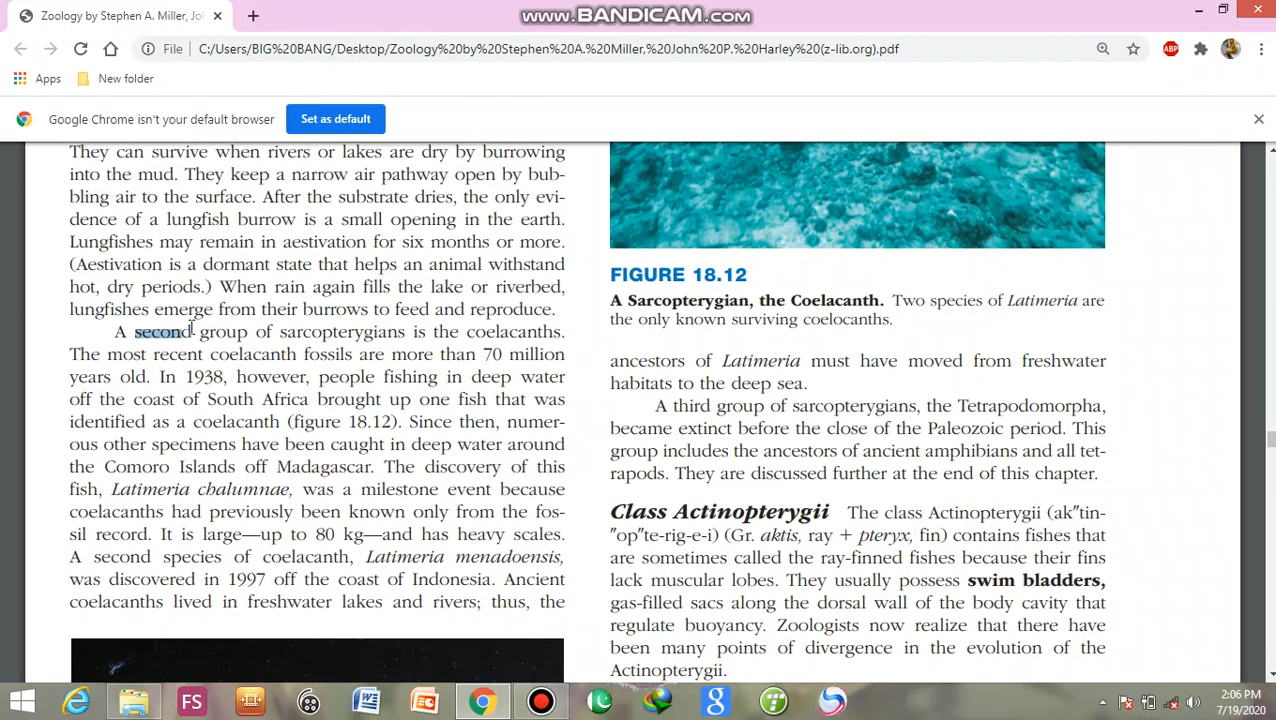 Zoology by Stephen A. Miller, Jo
www.BANDICAM.com
File
C:/Users/BIG%20BANG/Desktop/Zoology%20by%20Stephen%20A.%20Miller,%20John%20P.%20Harley%20(z-lib.org).pdf
ABP
Apps
New folder
Google Chrome isn't your default browser
Set as default
They can survive when rivers or lakes are dry by burrowing
into the mud. They keep a narrow air pathway open by bub-
bling air to the surface. After the substrate dries, the only evi-
dence of a lungfish burrow is a small opening in the earth.
Lungfishes may remain in aestivation for six months or more.
(Aestivation is a dormant state that helps an animal withstand
hot, dry periods.) When rain again fills the lake or riverbed,
lungfishes emerge from their burrows to feed and reproduce.
A second group of sarcopterygians is the coelacanths.
The most recent coelacanth fossils are more than 70 million
years old. In 1938, however, people fishing in deep water
off the coast of South Africa brought up one fish that was
identified as a coelacanth (figure 18.12). Since then, numer-
ous other specimens have been caught in deep water around
the Comoro Islands off Madagascar. The discovery of this
fish, Latimeria chalumnae, was a milestone event because
coelacanths had previously been known only from the fos-
sil record. It is large—up to 80 kg—and has heavy scales.
A second species of coelacanth, Latimeria menadoensis,
was discovered in 1997 off the coast of Indonesia. Ancient
coelacanths lived in freshwater lakes and rivers; thus, the
FIGURE 18.12
A Sarcopterygian, the Coelacanth. Two species of Latimeria are
the only known surviving coelocanths.
ancestors of Latimeria must have moved from freshwater
habitats to the deep sea.
A third group of sarcopterygians, the Tetrapodomorpha,
became extinct before the close of the Paleozoic period. This
group includes the ancestors of ancient amphibians and all tet-
rapods. They are discussed further at the end of this chapter.
Class Actinopterygii The class Actinopterygii (ak″tin-
″op″te-rig-e-i) (Gr. aktis, ray + pteryx, fin) contains fishes that
are sometimes called the ray-finned fishes because their fins
lack muscular lobes. They usually possess swim bladders,
gas-filled sacs along the dorsal wall of the body cavity that
regulate buoyancy. Zoologists now realize that there have
been many points of divergence in the evolution of the
Actinopterygii.
FS
2:06 PM
7/19/2020